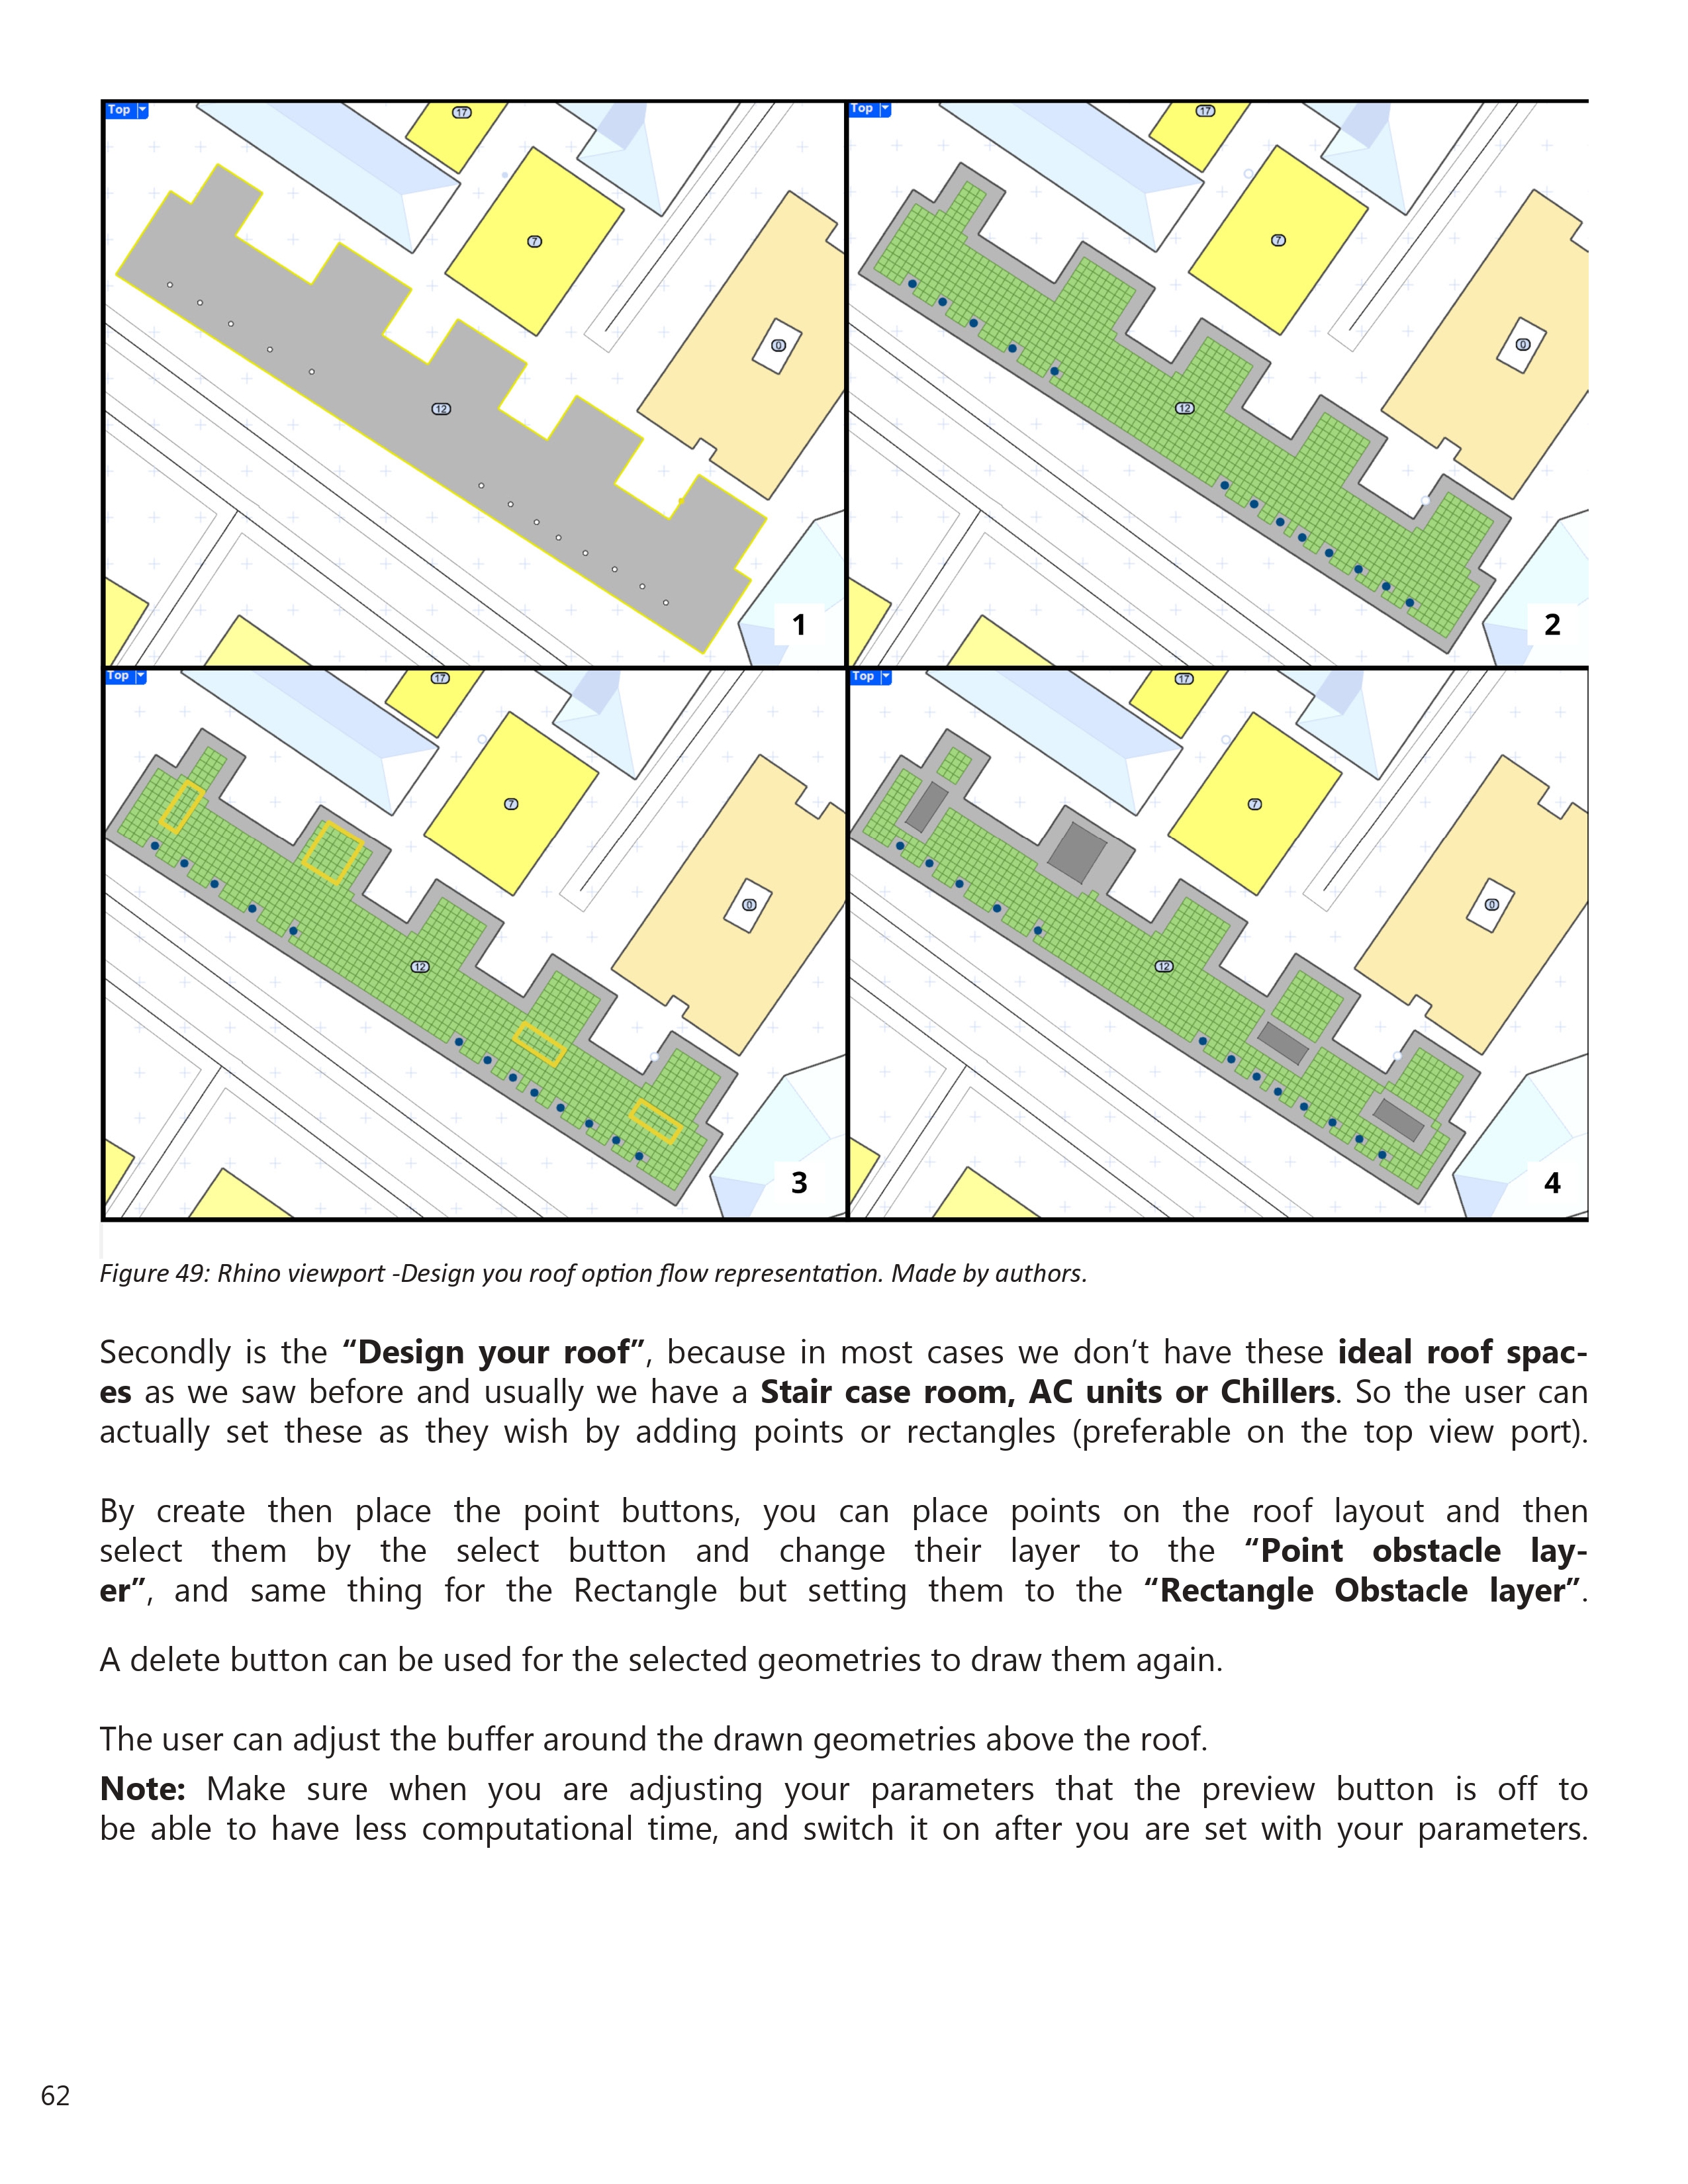 Top
Top
17
17
7
7
0
0
12
12
1
2
Top
Top
17
17
7
7
0
0
12
12
3
4
Figure 49: Rhino viewport -Design you roof option flow representation. Made by authors.
Secondly is the “Design your roof”, because in most cases we don’t have these ideal roof spac-
es as we saw before and usually we have a Stair case room, AC units or Chillers. So the user can
actually set these as they wish by adding points or rectangles (preferable on the top view port).
By create then place the point buttons, you can place points on the roof layout and then
select them by the select button and change their layer to the “Point obstacle lay-
er”, and same thing for the Rectangle but setting them to the “Rectangle Obstacle layer”.
A delete button can be used for the selected geometries to draw them again.
The user can adjust the buffer around the drawn geometries above the roof.
Note: Make sure when you are adjusting your parameters that the preview button is off to
be able to have less computational time, and switch it on after you are set with your parameters.
62